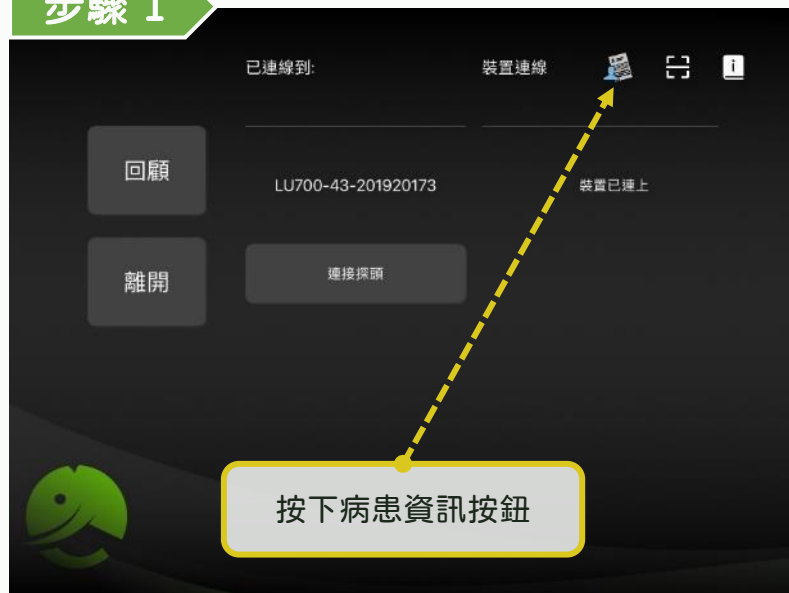 步驟 1
已連線到:
裝置連線
回顧
LU700-43-201920173
裝置已連上
離開
連接探頭
按下病患資訊按鈕